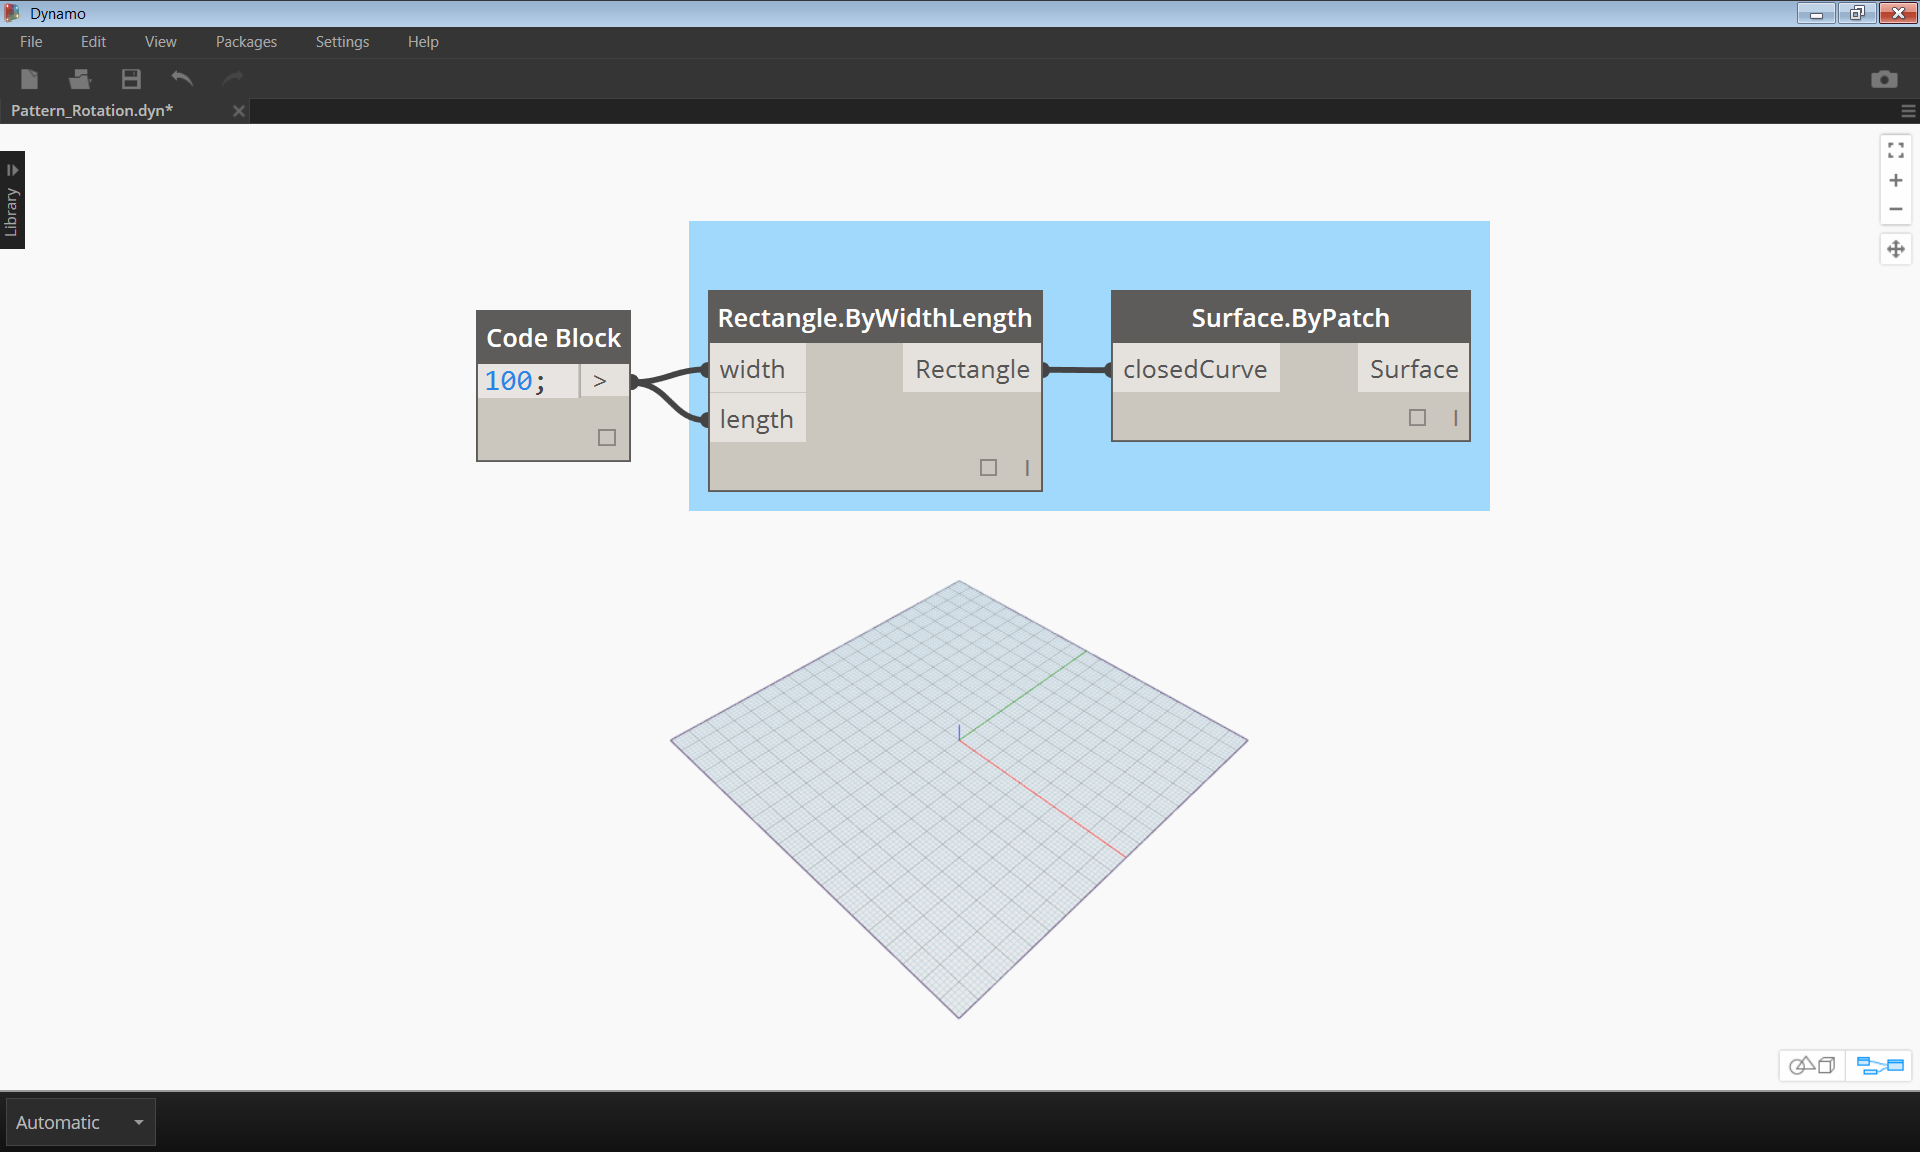 Dynamo
File Edit View Packages Settings Help
Pattern_Rotation.dyn*
Library
Code Block
100; >
Rectangle.ByWidthLength
width Rectangle
length
I
Surface.ByPatch
closedCurve Surface
I
Automatic